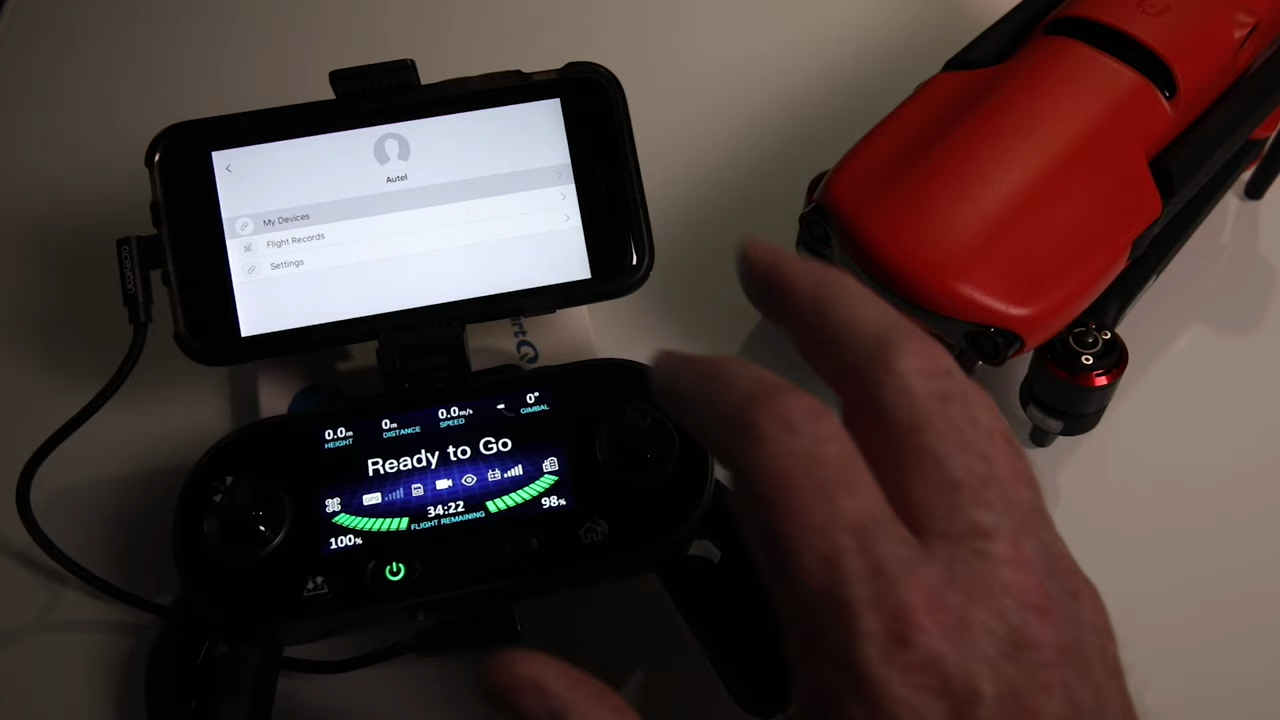 Autel
My Devices
Flight Records
Settings
0.0m
HEIGHT
0m
DISTANCE
0.0m/s
SPEED
0°
GIMBAL
Ready to Go
GPS
34:22
FLIGHT REMAINING
100%
98%